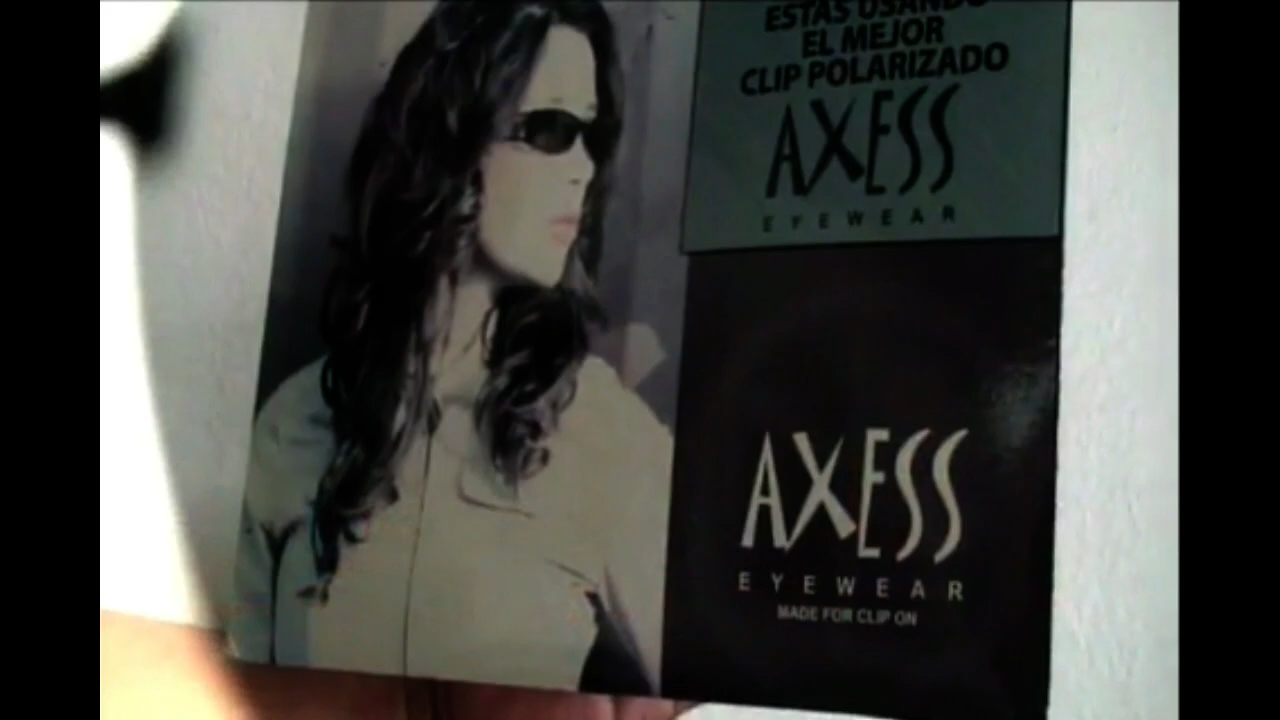 ESTAS USANDO
EL MEJOR
CLIP POLARIZADO
AXESS
EYEWEAR
AXESS
EYEWEAR
MADE FOR CLIP ON